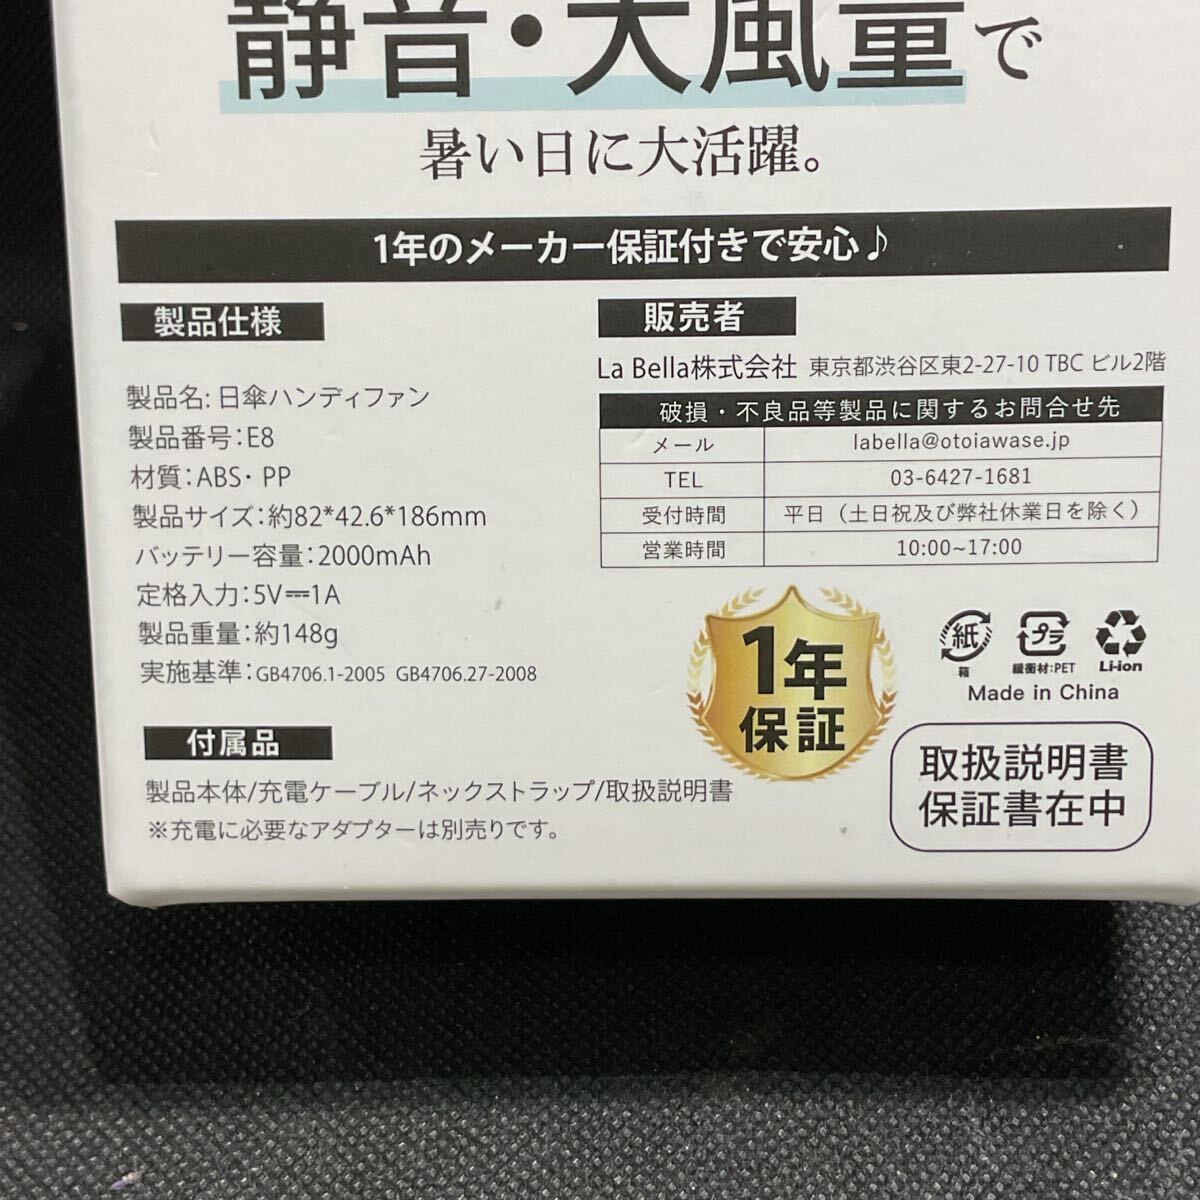 静音・大風量で
暑い日に大活躍。
1年のメーカー保証付きで安心♪
製品仕様
製品名: 日傘ハンディファン
製品番号：E8
材質：ABS・PP
製品サイズ：約82*42.6*186mm
バッテリー容量：2000mAh
定格入力：5V⎓1A
製品重量：約148g
実施基準：GB4706.1-2005 GB4706.27-2008
付属品
製品本体/充電ケーブル/ネックストラップ/取扱説明書
※充電に必要なアダプターは別売りです。
販売者
La Bella株式会社 東京都渋谷区東2-27-10 TBC ビル2階
破損・不良品等製品に関するお問合せ先
メール labella@otoiawase.jp
TEL 03-6427-1681
受付時間 平日（土日祝及び弊社休業日を除く）
営業時間 10:00~17:00
1年
保証
紙
箱
プラ
緩衝材:PET
Li-ion
Made in China
取扱説明書
保証書在中